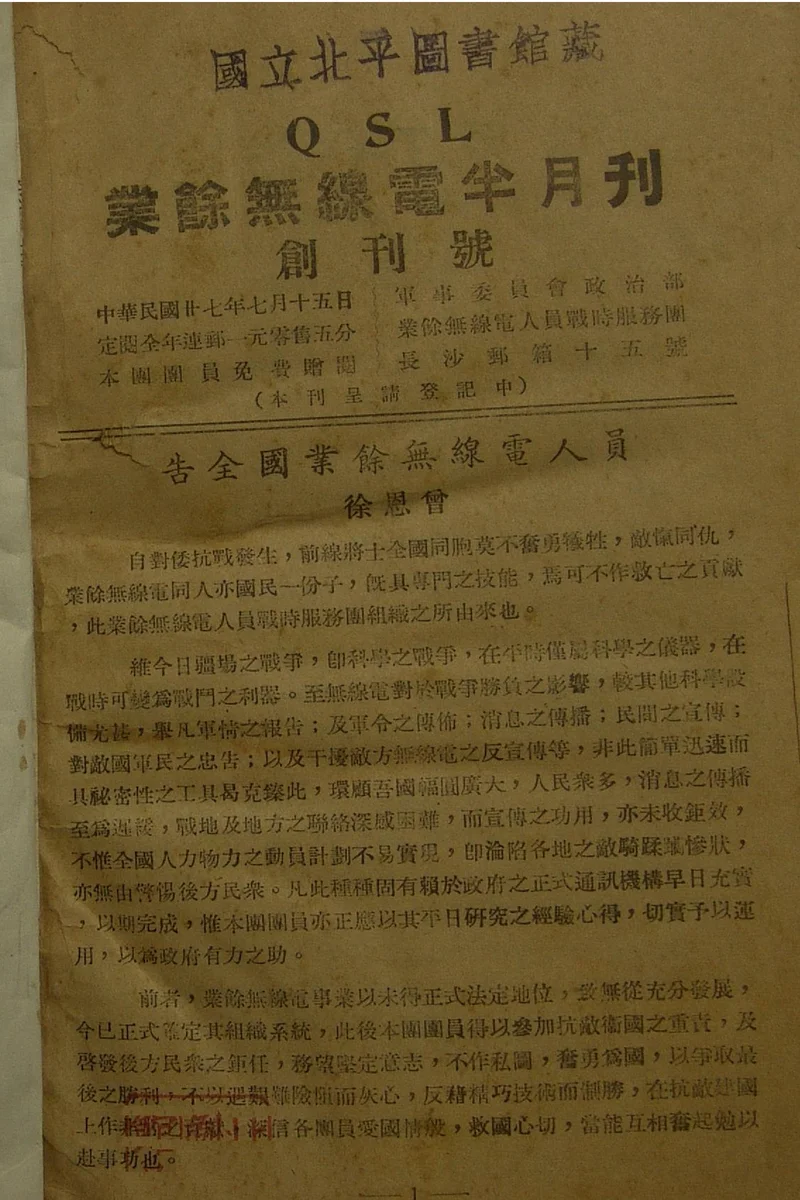 國立北平圖書館藏
QSL
業餘無線電半月刊
創刊號
中華民國廿七年七月十五日
定閱全年連郵一元零售五分
本團團員免費贈閱
軍事委員會政治部
業餘無線電人員戰時服務團
長沙郵箱十五號
(本刊呈請登記中)
告全國業餘無線電人員
徐恩曾
自對倭抗戰發生，前線將士全國同胞莫不奮勇犧牲，敵愾同仇，
業餘無線電同人亦國民一份子，旣具專門之技能，焉可不作救亡之貢獻
，此業餘無線電人員戰時服務團組織之所由來也。
維今日疆場之戰爭，卽科學之戰爭，在平時僅屬科學之儀器，在
戰時可變爲戰鬥之利器。至無線電對於戰爭勝負之影響，較其他科學設
備尤甚，舉凡軍情之報告；及軍令之傳佈；消息之傳播；民間之宣傳；
對敵國軍民之忠告；以及干擾敵方無線電之反宣傳等，非此簡單迅速而
具祕密性之工具曷克臻此，環顧吾國幅圓廣大，人民衆多，消息之傳播
至爲遲緩，戰地及地方之聯絡深感困難，而宣傳之功用，亦未收鉅效，
不惟全國人力物力之動員計劃不易實現，卽淪陷各地之敵騎蹂躪慘狀，
亦無由警惕後方民衆。凡此種種固有賴於政府之正式通訊機構早日充實
，以期完成，惟本團團員亦正應以其平日研究之經驗心得，切實予以運
用，以爲政府有力之助。
前者，業餘無線電事業以未得正式法定地位，致無從充分發展，
今已正式確定其組織系統，此後本團團員得以參加抗敵衞國之重責，及
啓發後方民衆之鉅任，務望堅定意志，不作私圖，奮勇爲國，以爭取最
後之勝利，不以遇艱難險阻而灰心，反藉精巧技術而制勝，在抗敵建國
上作 之貢獻，深信各團員愛國情殷，救國心切，當能互相奮起勉以
赴事功也。
1